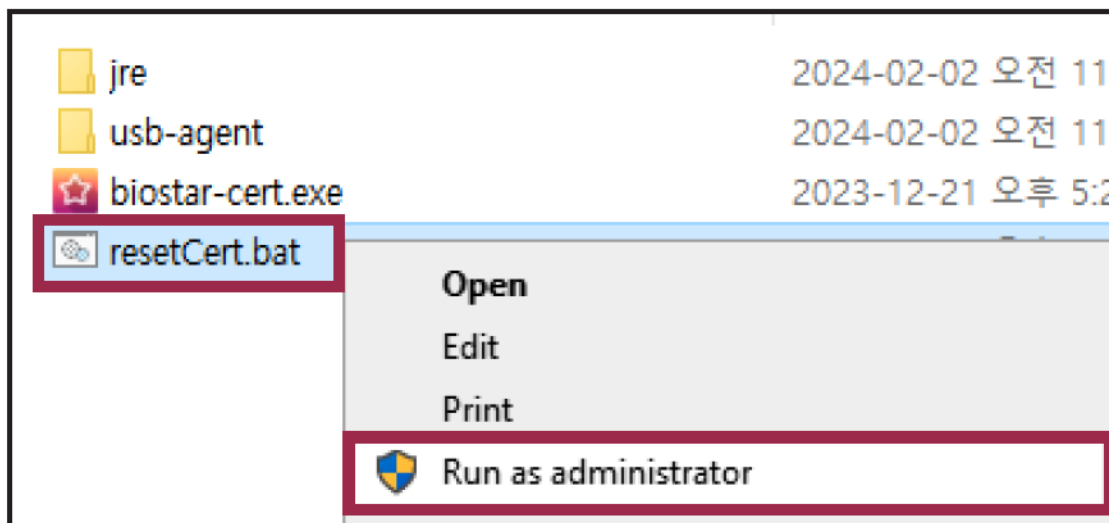 jre 2024-02-02 오전 11
usb-agent 2024-02-02 오전 11
biostar-cert.exe 2023-12-21 오후 5:2
resetCert.bat
Open
Edit
Print
Run as administrator